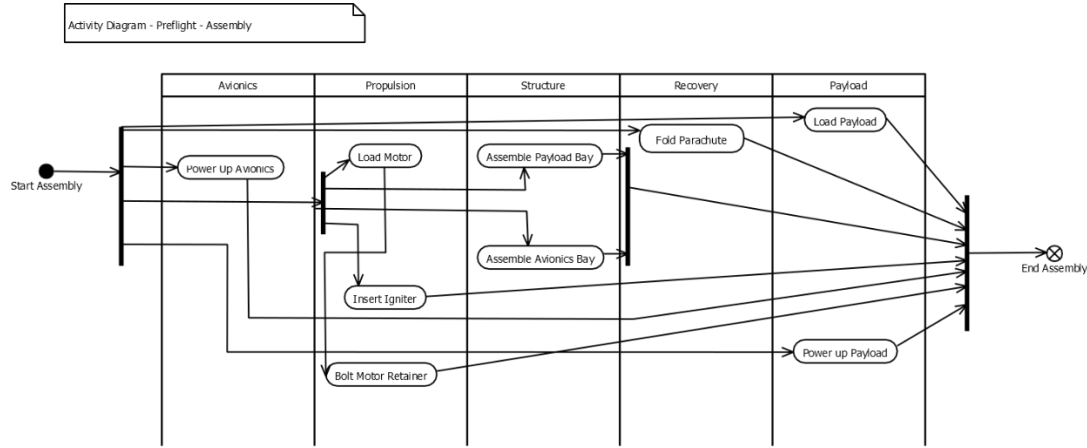 Activity Diagram - Preflight - Assembly
Avionics
Propulsion
Structure
Recovery
Payload
Load Payload
Fold Parachute
Load Motor
Assemble Payload Bay
Power Up Avionics
Start Assembly
Assemble Avionics Bay
End Assembly
Insert Igniter
Power up Payload
Bolt Motor Retainer